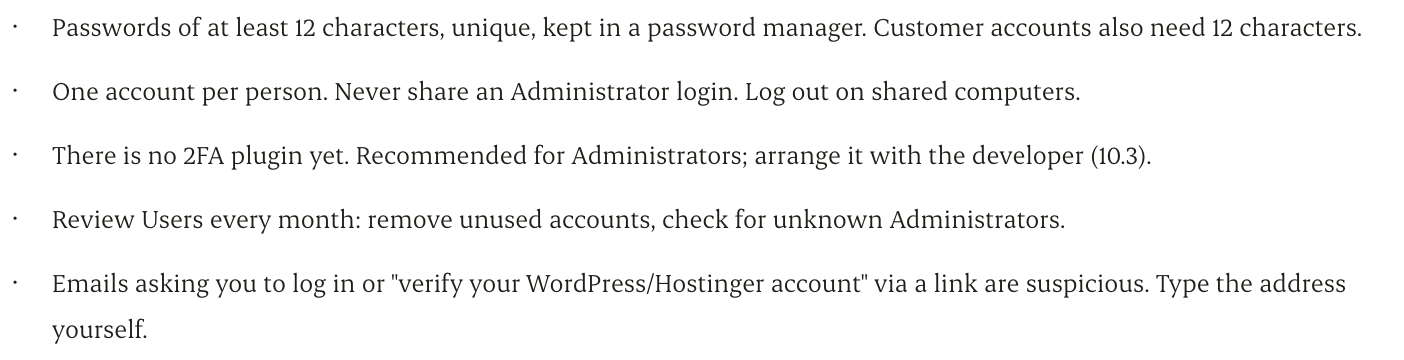 · Passwords of at least 12 characters, unique, kept in a password manager. Customer accounts also need 12 characters.
· One account per person. Never share an Administrator login. Log out on shared computers.
· There is no 2FA plugin yet. Recommended for Administrators; arrange it with the developer (10.3).
· Review Users every month: remove unused accounts, check for unknown Administrators.
· Emails asking you to log in or "verify your WordPress/Hostinger account" via a link are suspicious. Type the address
yourself.